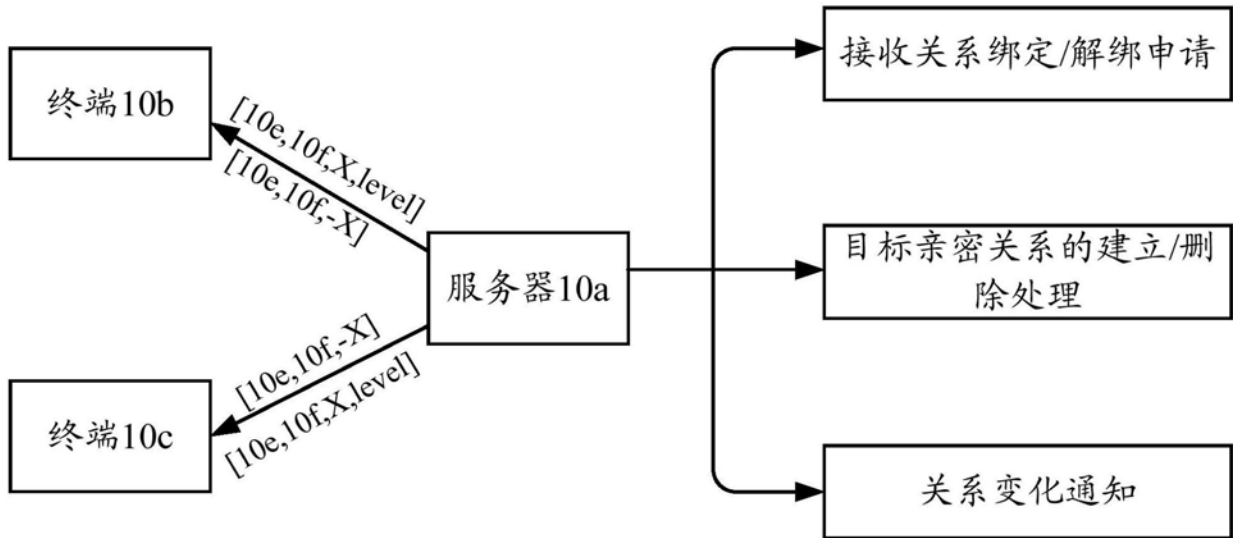 终端10b
[10e,10f,X,level]
[10e,10f,-X]
服务器10a
[10e,10f,-X]
[10e,10f,X,level]
终端10c
接收关系绑定/解绑申请
目标亲密关系的建立/删
除处理
关系变化通知